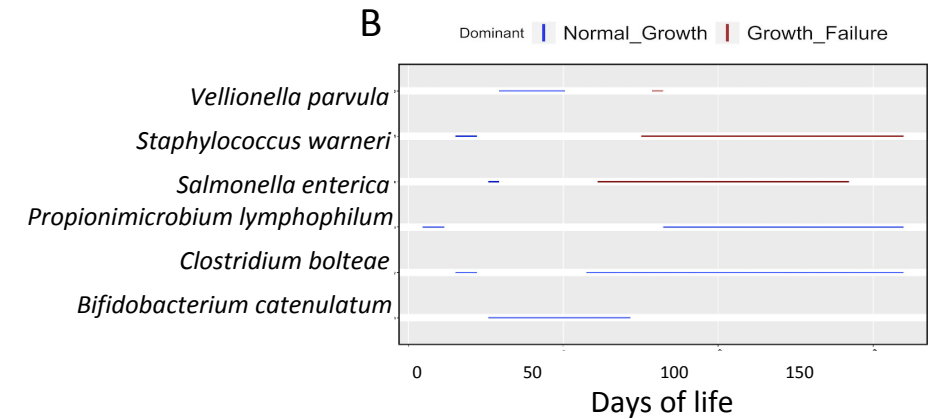 B
Dominant Normal_Growth Growth_Failure
Vellionella parvula
Staphylococcus warneri
Salmonella enterica
Propionimicrobium lymphophilum
Clostridium bolteae
Bifidobacterium catenulatum
0 50 100 150
Days of life